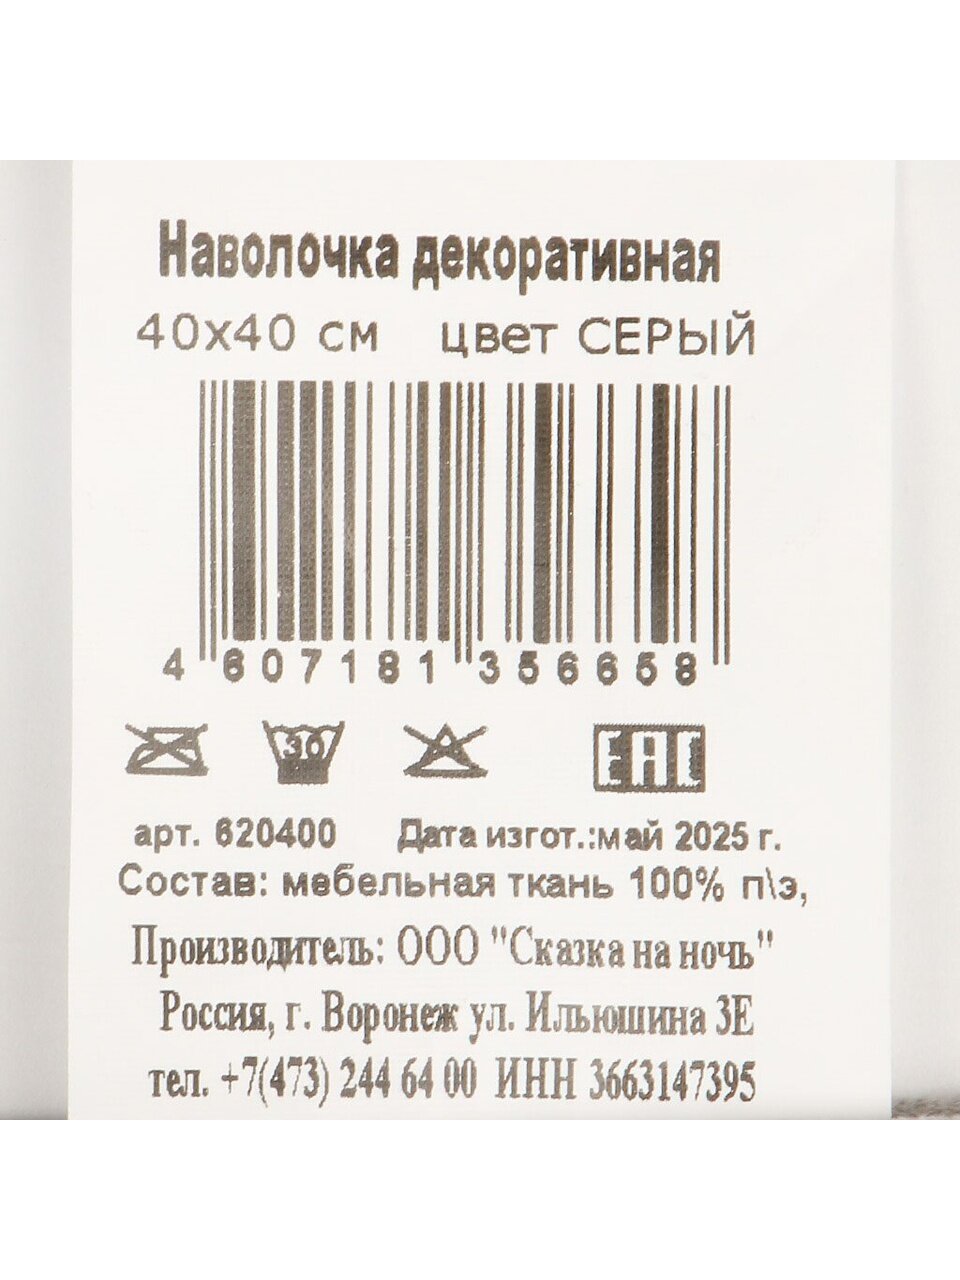 Наволочка декоративная
40х40 см цвет СЕРЫЙ
4 607181 356658
30
EAC
арт. 620400 Дата изгот.:май 2025 г.
Состав: мебельная ткань 100% п\э,
Производитель: ООО "Сказка на ночь"
Россия, г. Воронеж ул. Ильюшина 3Е
тел. +7(473) 244 64 00 ИНН 3663147395